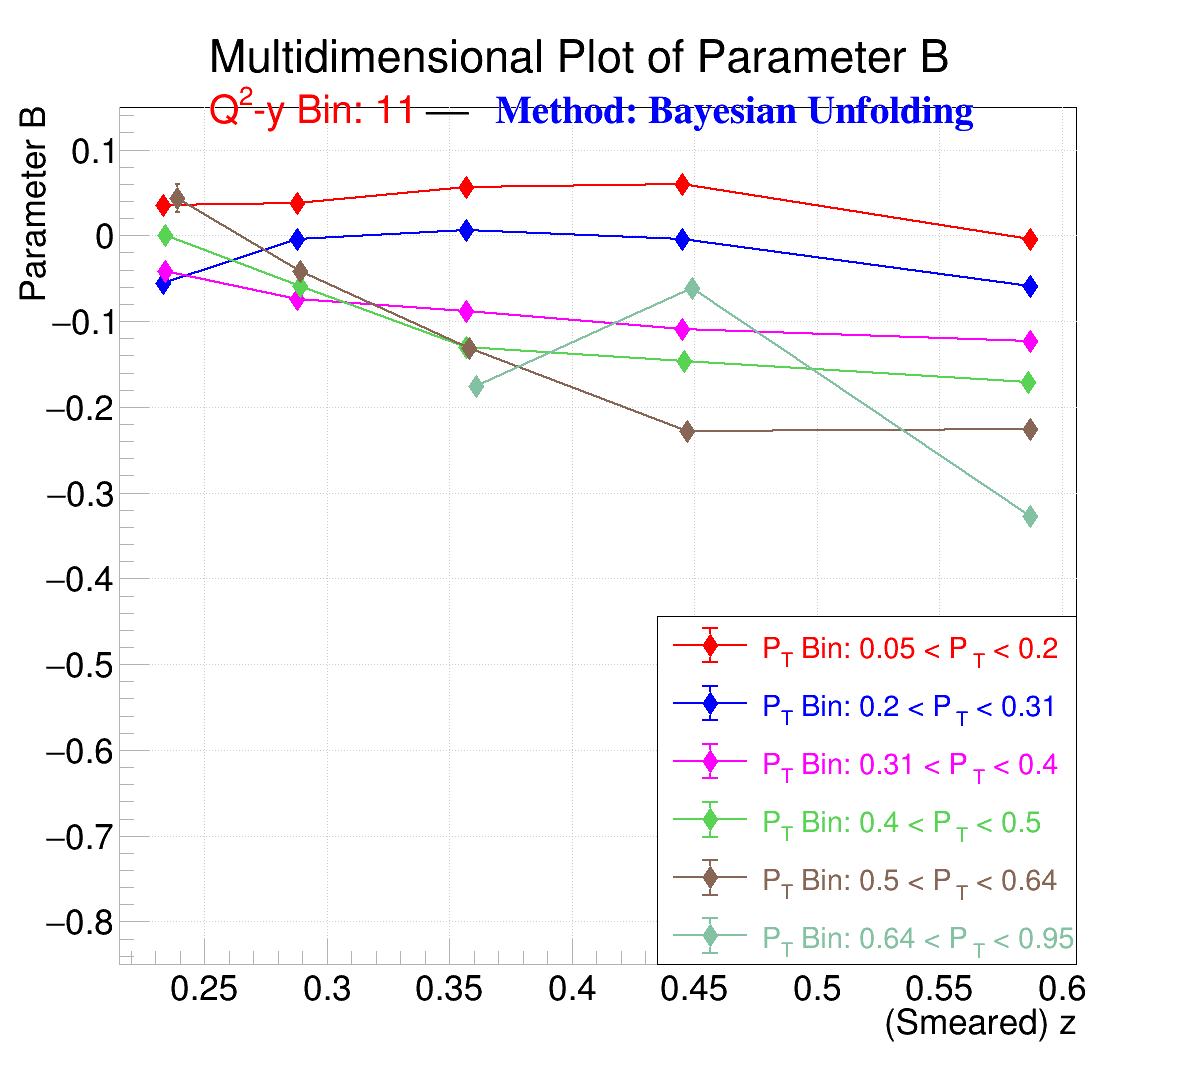 Multidimensional Plot of Parameter B
Q²-y Bin: 11 — Method: Bayesian Unfolding
Parameter B
0.1
0
−0.1
−0.2
−0.3
−0.4
−0.5
−0.6
−0.7
−0.8
P_T Bin: 0.05 < P_T < 0.2
P_T Bin: 0.2 < P_T < 0.31
P_T Bin: 0.31 < P_T < 0.4
P_T Bin: 0.4 < P_T < 0.5
P_T Bin: 0.5 < P_T < 0.64
P_T Bin: 0.64 < P_T < 0.95
0.25 0.3 0.35 0.4 0.45 0.5 0.55 0.6
(Smeared) z